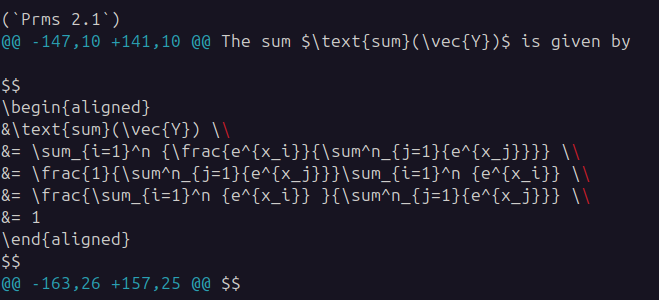 (`Prms 2.1`)
@@ -147,10 +141,10 @@ The sum $\text{sum}(\vec{Y})$ is given by
$$
\begin{aligned}
&\text{sum}(\vec{Y}) \\
&= \sum_{i=1}^n {\frac{e^{x_i}}{\sum^n_{j=1}{e^{x_j}}}} \\
&= \frac{1}{\sum^n_{j=1}{e^{x_j}}}\sum_{i=1}^n {e^{x_i}} \\
&= \frac{\sum_{i=1}^n {e^{x_i}} }{\sum^n_{j=1}{e^{x_j}}} \\
&= 1
\end{aligned}
$$
@@ -163,26 +157,25 @@ $$